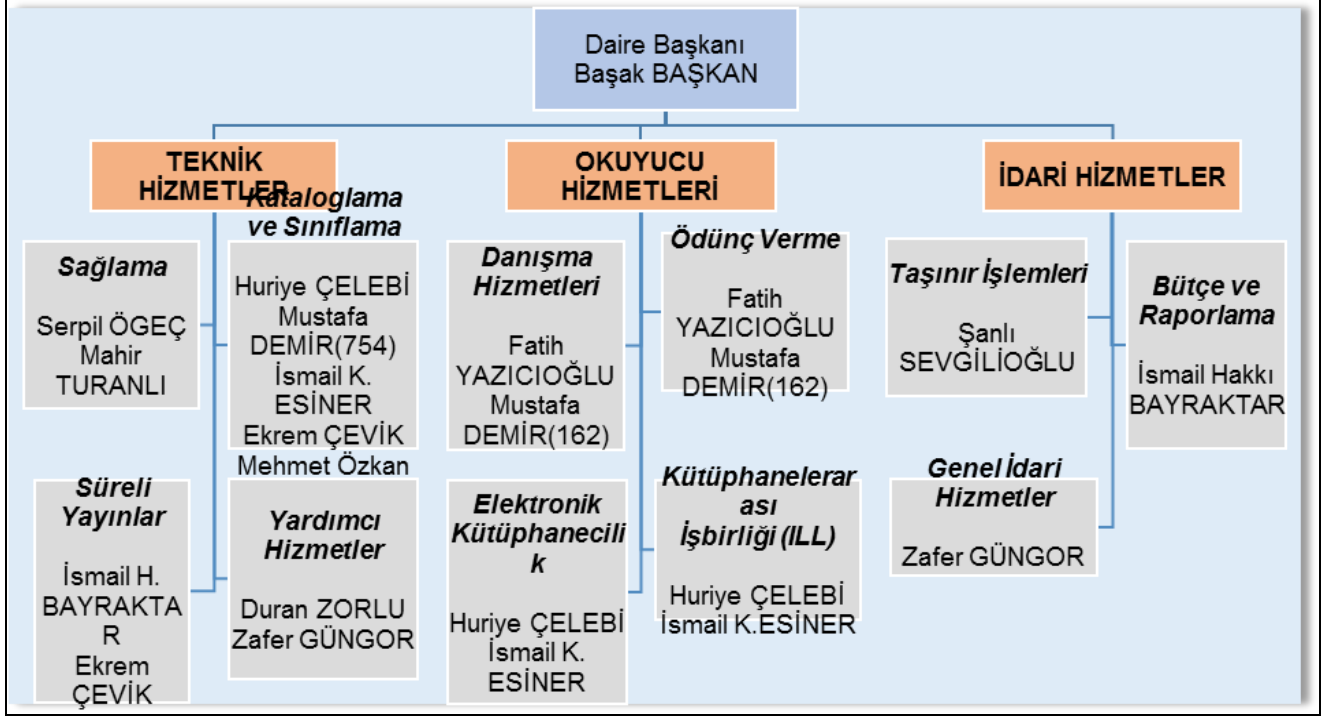 Daire Başkanı
Başak BAŞKAN
TEKNİK
HİZMETLER
Sağlama
Serpil ÖGEÇ
Mahir
TURANLI
Kataloglama
ve Sınıflama
Huriye ÇELEBİ
Mustafa
DEMİR(754)
İsmail K.
ESİNER
Ekrem ÇEVİK
Mehmet Özkan
Süreli
Yayınlar
İsmail H.
BAYRAKTA
R
Ekrem
ÇEVİK
Yardımcı
Hizmetler
Duran ZORLU
Zafer GÜNGOR
OKUYUCU
HİZMETLERİ
Danışma
Hizmetleri
Fatih
YAZICIOĞLU
Mustafa
DEMİR(162)
Ödünç Verme
Fatih
YAZICIOĞLU
Mustafa
DEMİR(162)
Elektronik
Kütüphanecili
k
Huriye ÇELEBİ
İsmail K.
ESİNER
Kütüphanelerar
ası
İşbirliği (ILL)
Huriye ÇELEBİ
İsmail K.ESİNER
İDARİ HİZMETLER
Taşınır İşlemleri
Şanlı
SEVGİLİOĞLU
Bütçe ve
Raporlama
İsmail Hakkı
BAYRAKTAR
Genel İdari
Hizmetler
Zafer GÜNGOR